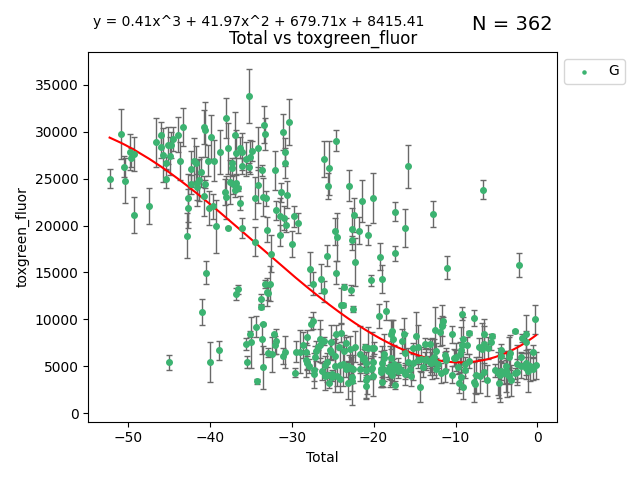 y = 0.41x^3 + 41.97x^2 + 679.71x + 8415.41
N = 362
Total vs toxgreen_fluor
G
toxgreen_fluor
35000
30000
25000
20000
15000
10000
5000
0
−50 −40 −30 −20 −10 0
Total